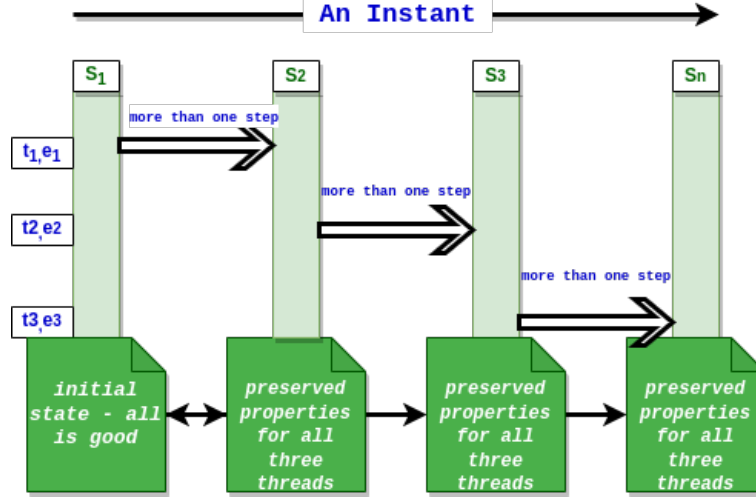 An Instant
S1
S2
S3
Sn
more than one step
t1,e1
more than one step
t2,e2
more than one step
t3,e3
initial
state - all
is good
preserved
properties
for all
three
threads
preserved
properties
for all
three
threads
preserved
properties
for all
three
threads